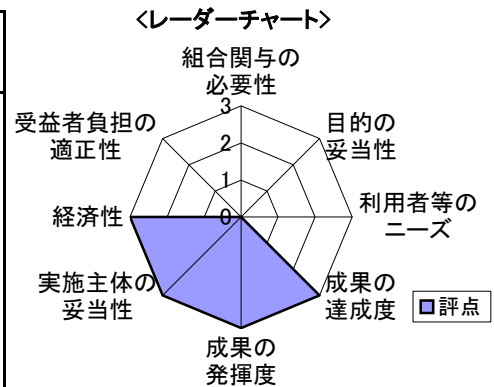 <レーダーチャート>
組合関与の
必要性
目的の
妥当性
利用者等の
ニーズ
成果の
達成度
成果の
発揮度
実施主体の
妥当性
経済性
受益者負担の
適正性
3
2
1
0
評点